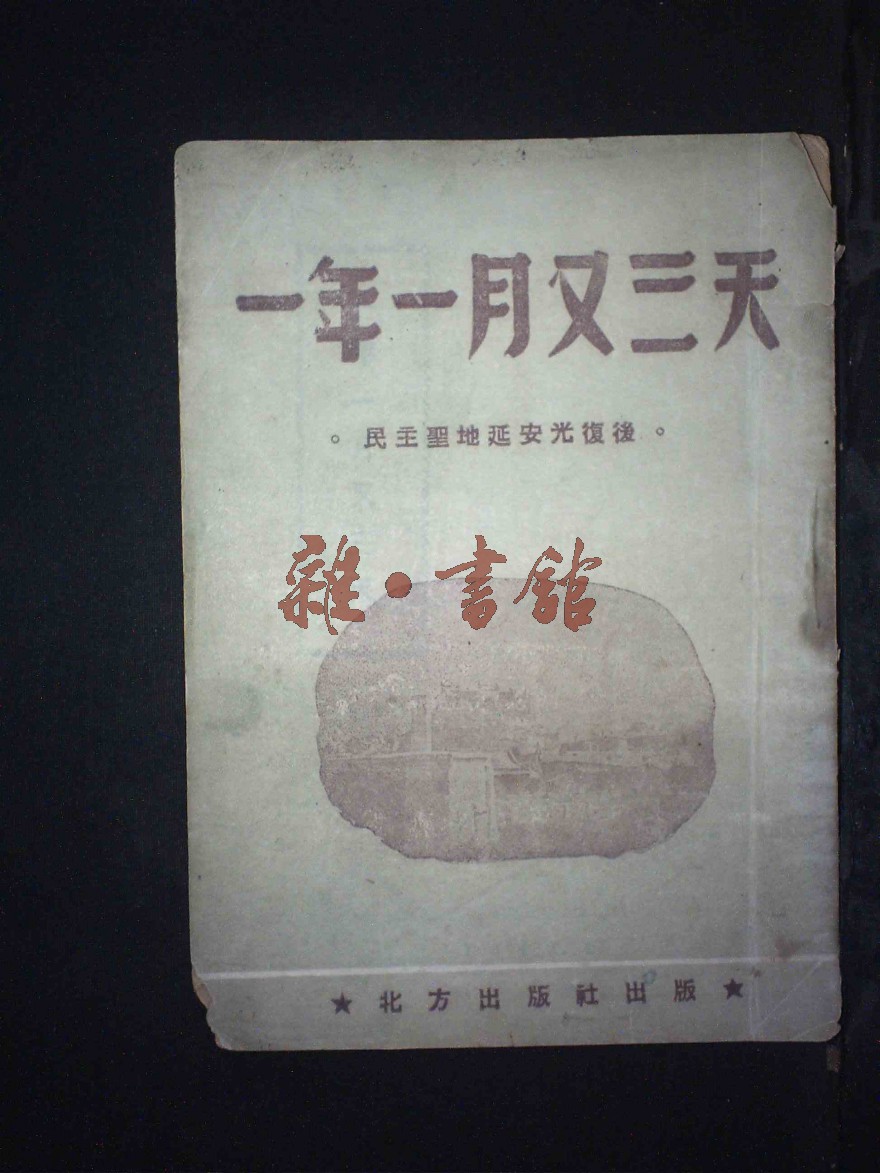 一年一月又三天
。民主聖地延安光復後。
雜·書館
★北方出版社出版★